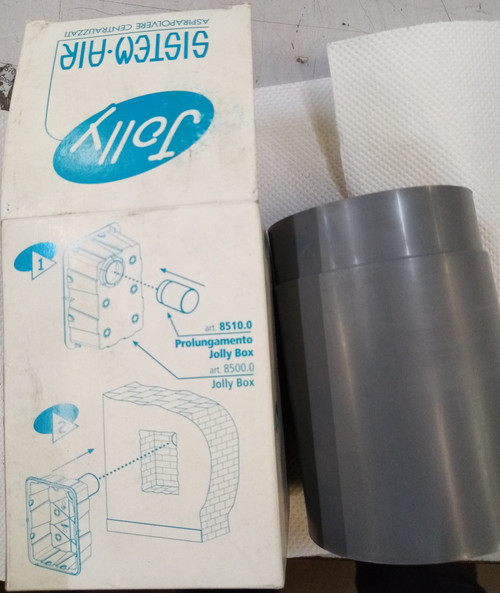 SISTEM-AIR
ASPIRAPOLVERE CENTRALIZZATI
Jolly
1
art. 8510.0
Prolungamento
Jolly Box
art. 8500.0
Jolly Box
2